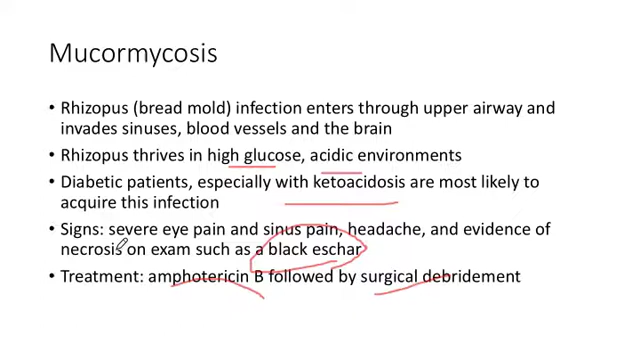 Mucormycosis
• Rhizopus (bread mold) infection enters through upper airway and
invades sinuses, blood vessels and the brain
• Rhizopus thrives in high glucose, acidic environments
• Diabetic patients, especially with ketoacidosis are most likely to
acquire this infection
• Signs: severe eye pain and sinus pain, headache, and evidence of
necrosis on exam such as a black eschar
• Treatment: amphotericin B followed by surgical debridement